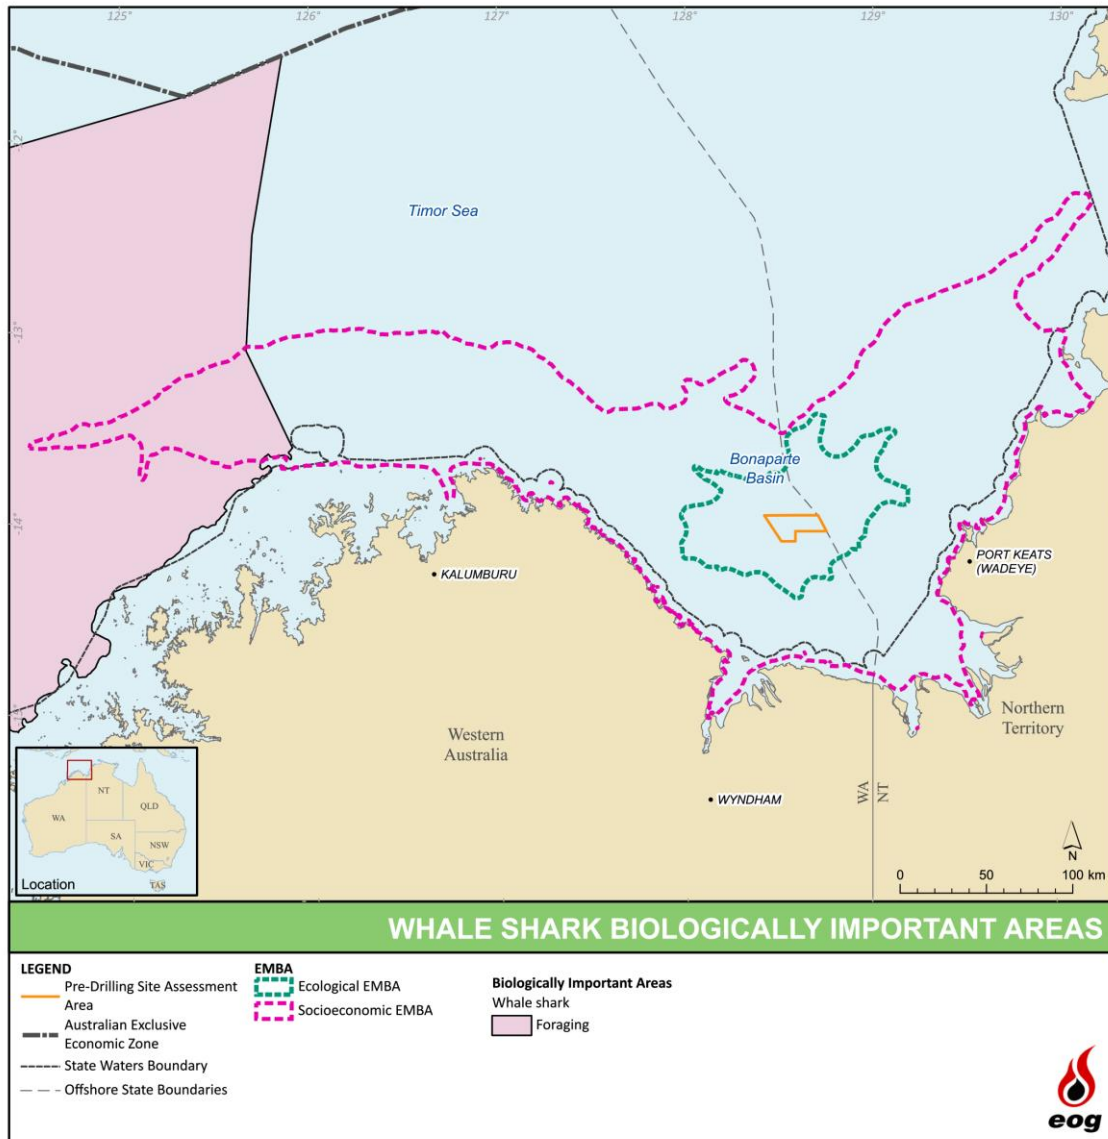 125°
126°
127°
128°
129°
130°
-12°
Timor Sea
-13°
Bonaparte
Basin
-14°
PORT KEATS
(WADEYE)
KALUMBURU
Northern
Territory
Western
Australia
WA
NT
WYNDHAM
WA
NT
QLD
SA
NSW
VIC
TAS
Location
N
0 50 100 km
WHALE SHARK BIOLOGICALLY IMPORTANT AREAS
LEGEND
Pre-Drilling Site Assessment
Area
Australian Exclusive
Economic Zone
State Waters Boundary
Offshore State Boundaries
EMBA
Ecological EMBA
Socioeconomic EMBA
Biologically Important Areas
Whale shark
Foraging
eog